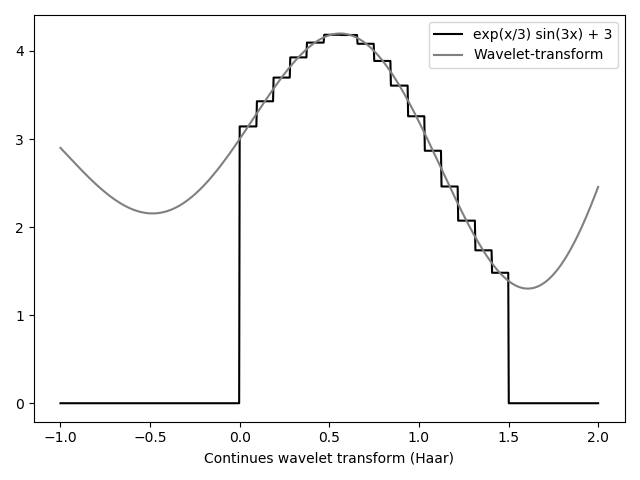 exp(x/3) sin(3x) + 3
Wavelet-transform
4
3
2
1
0
−1.0 −0.5 0.0 0.5 1.0 1.5 2.0
Continues wavelet transform (Haar)